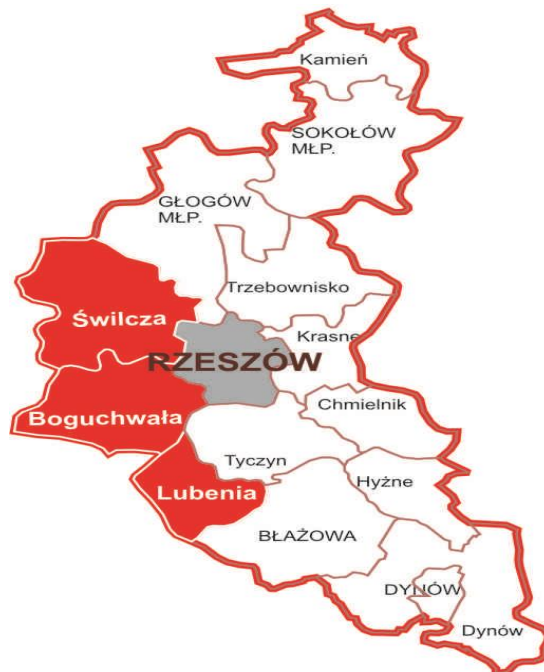 Kamień
SOKOŁÓW
MŁP.
GŁOGÓW
MŁP.
Trzebownisko
Świlcza
Krasne
RZESZÓW
Chmielnik
Boguchwała
Tyczyn
Hyżne
Lubenia
BŁAŻOWA
DYNÓW
Dynów